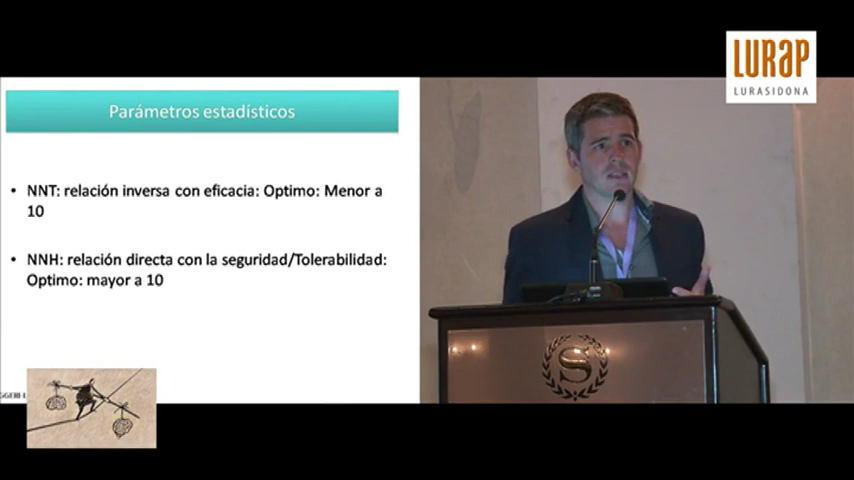 LURAP
LURASIDONA
Parámetros estadísticos
• NNT: relación inversa con eficacia: Optimo: Menor a
10
• NNH: relación directa con la seguridad/Tolerabilidad:
Optimo: mayor a 10
S